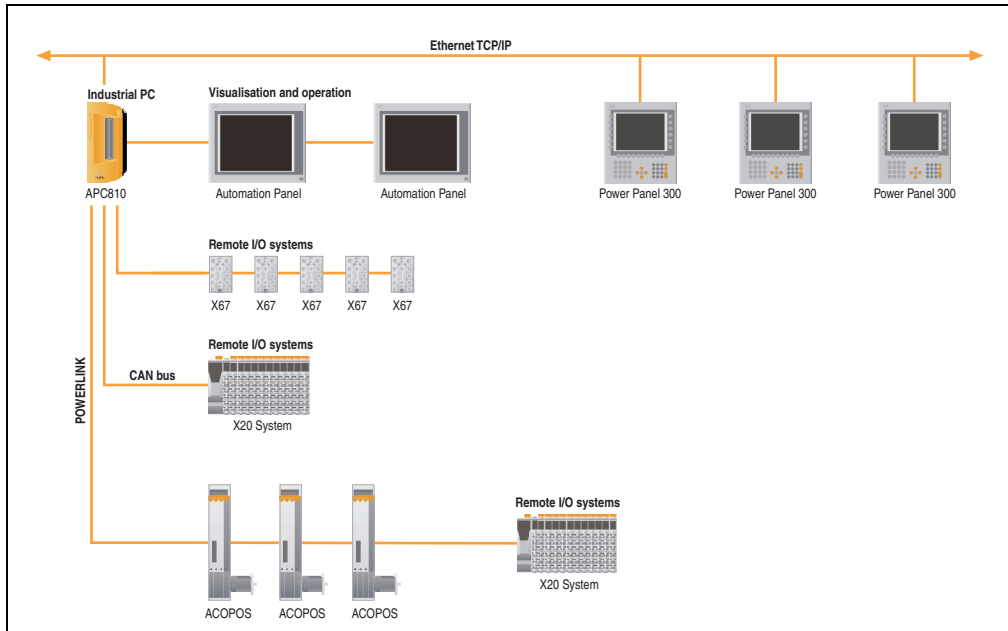 Ethernet TCP/IP
Industrial PC
Visualisation and operation
APC810
Automation Panel
Automation Panel
Power Panel 300
Power Panel 300
Power Panel 300
Remote I/O systems
X67
X67
X67
X67
X67
Remote I/O systems
POWERLINK
CAN bus
X20 System
Remote I/O systems
ACOPOS
ACOPOS
ACOPOS
X20 System